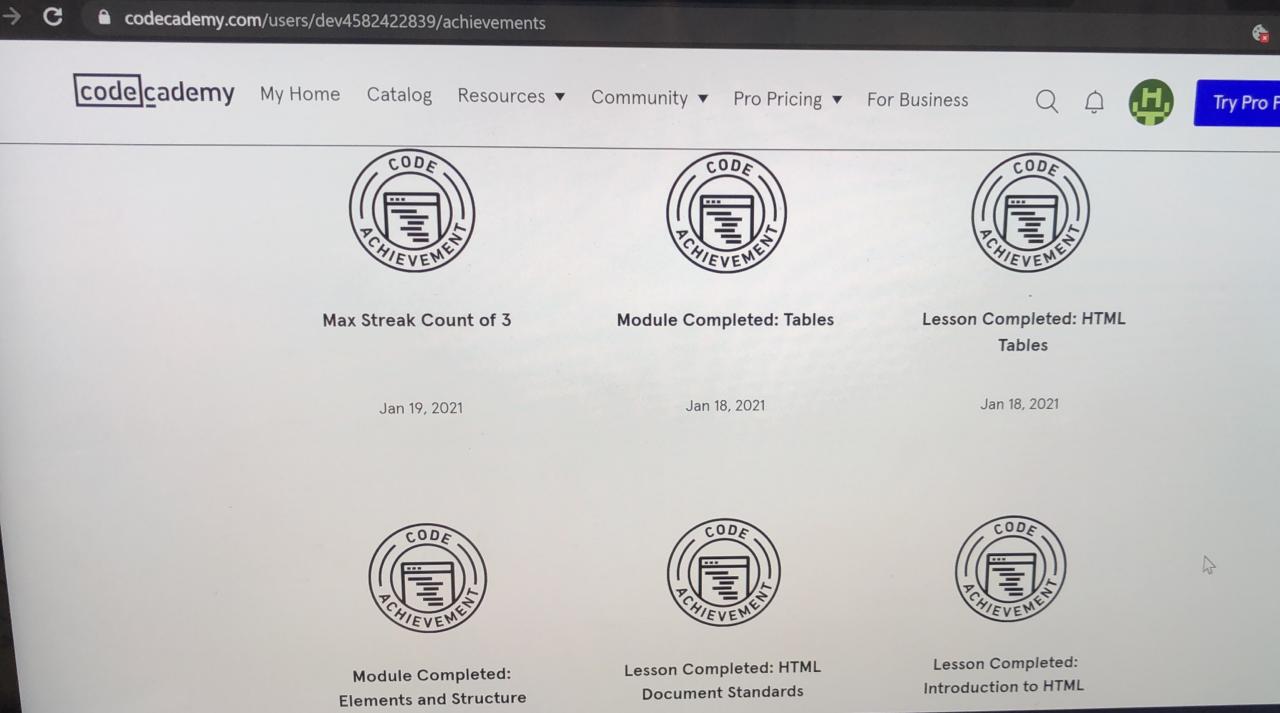 codecademy.com/users/dev4582422839/achievements
codecademy My Home Catalog Resources Community Pro Pricing For Business Try Pro F
CODE ACHIEVEMENT CODE ACHIEVEMENT CODE ACHIEVEMENT
Max Streak Count of 3 Module Completed: Tables Lesson Completed: HTML
Tables
Jan 19, 2021 Jan 18, 2021 Jan 18, 2021
CODE ACHIEVEMENT CODE ACHIEVEMENT CODE ACHIEVEMENT
Module Completed: Lesson Completed: HTML Lesson Completed:
Elements and Structure Document Standards Introduction to HTML